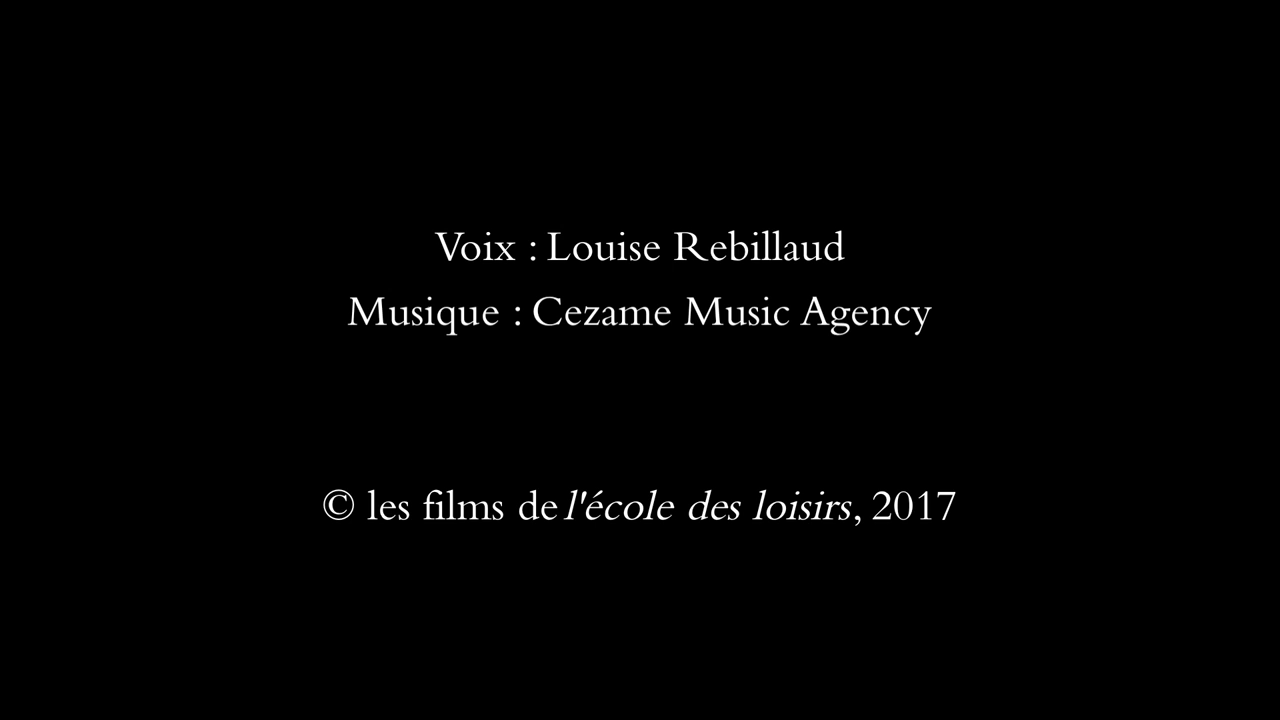 Voix : Louise Rebillaud
Musique : Cezame Music Agency
© les films de l'école des loisirs, 2017